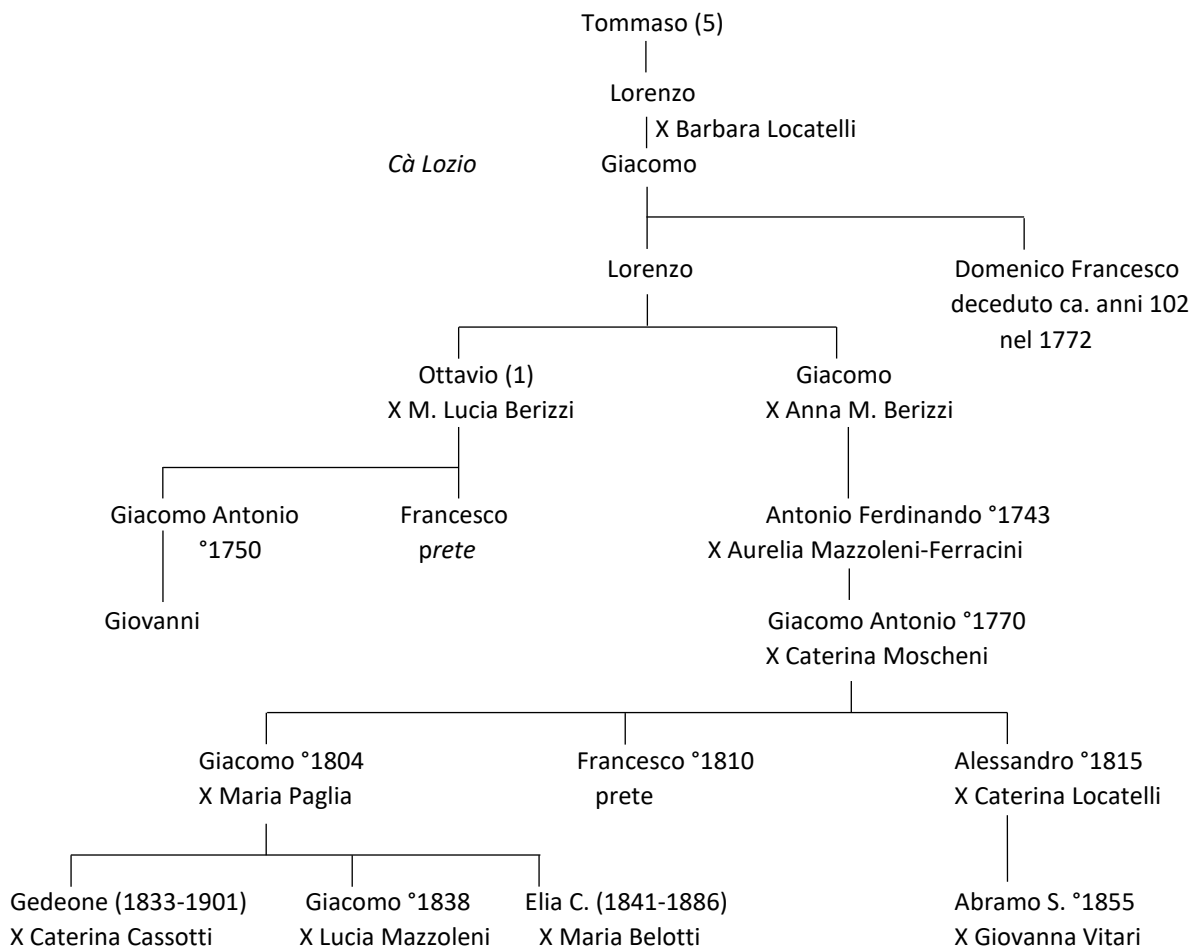 Tommaso (5)
Lorenzo
X Barbara Locatelli
Cà Lozio
Giacomo
Lorenzo
Domenico Francesco
deceduto ca. anni 102
nel 1772
Ottavio (1)
X M. Lucia Berizzi
Giacomo
X Anna M. Berizzi
Giacomo Antonio
°1750
Francesco
prete
Antonio Ferdinando °1743
X Aurelia Mazzoleni-Ferracini
Giovanni
Giacomo Antonio °1770
X Caterina Moscheni
Giacomo °1804
X Maria Paglia
Francesco °1810
prete
Alessandro °1815
X Caterina Locatelli
Gedeone (1833-1901)
X Caterina Cassotti
Giacomo °1838
X Lucia Mazzoleni
Elia C. (1841-1886)
X Maria Belotti
Abramo S. °1855
X Giovanna Vitari